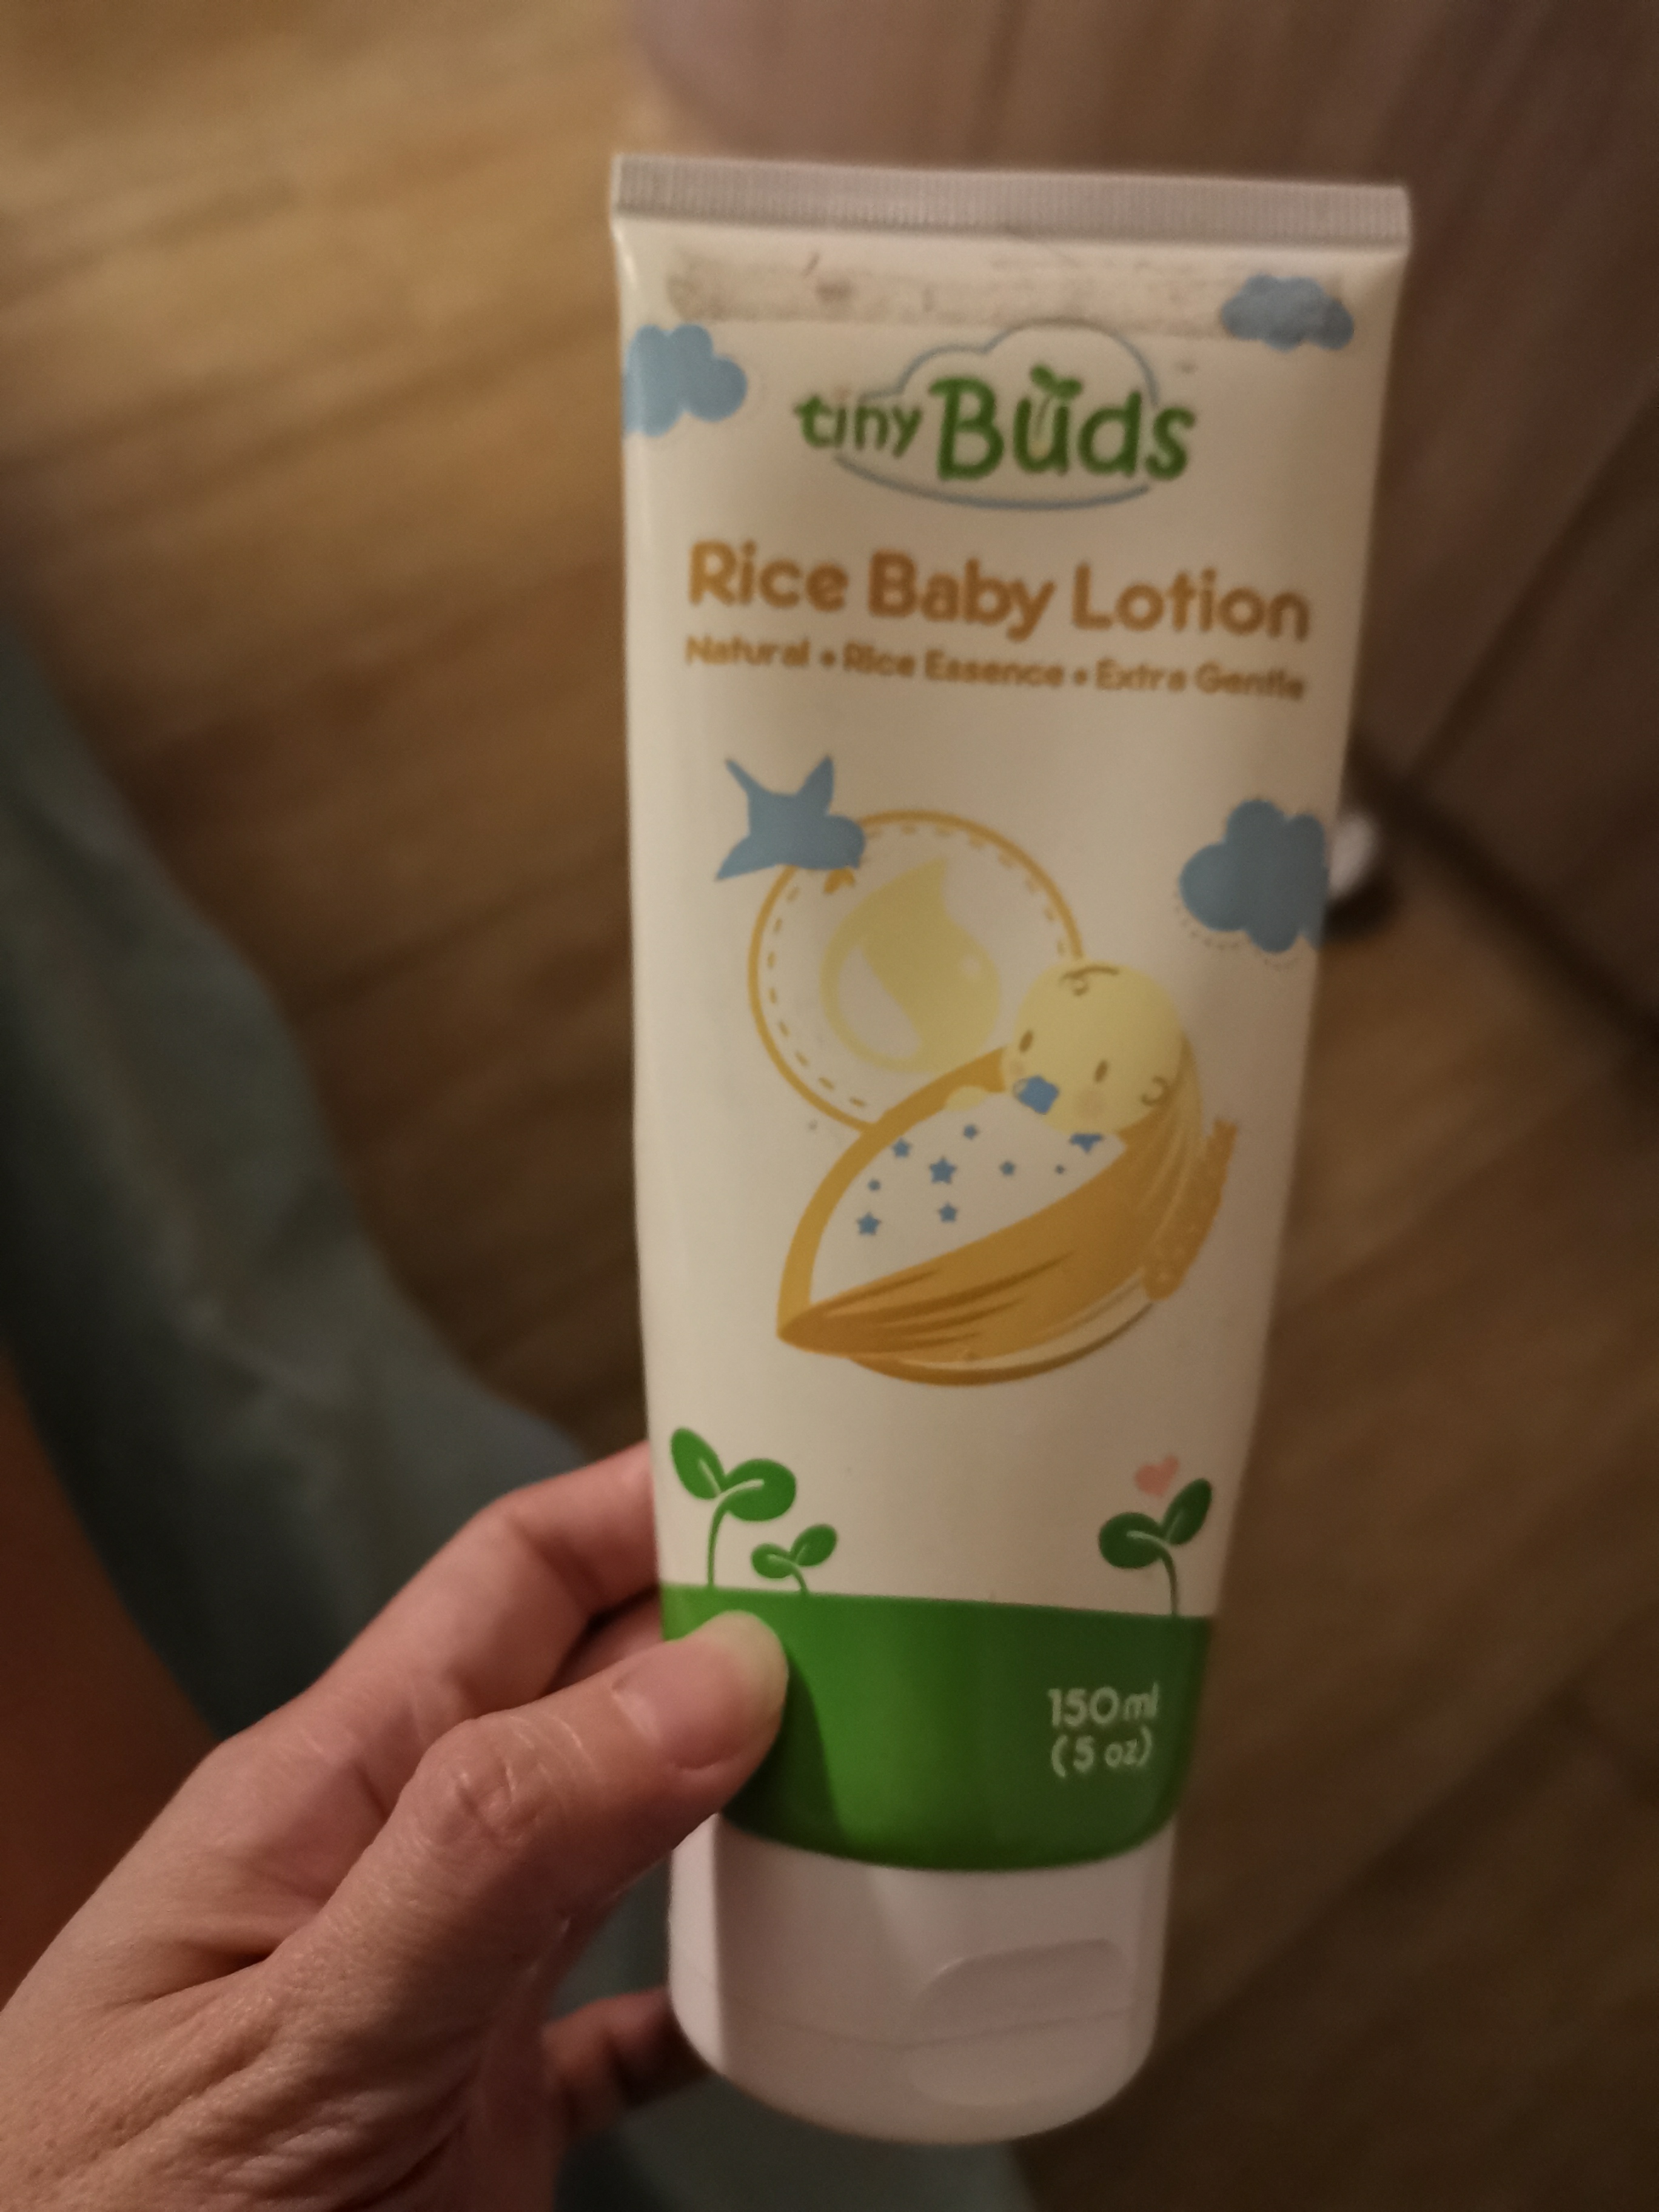 tiny Buds
Rice Baby Lotion
Natural • Rice Essence • Extra Gentle
150ml
(5 oz)